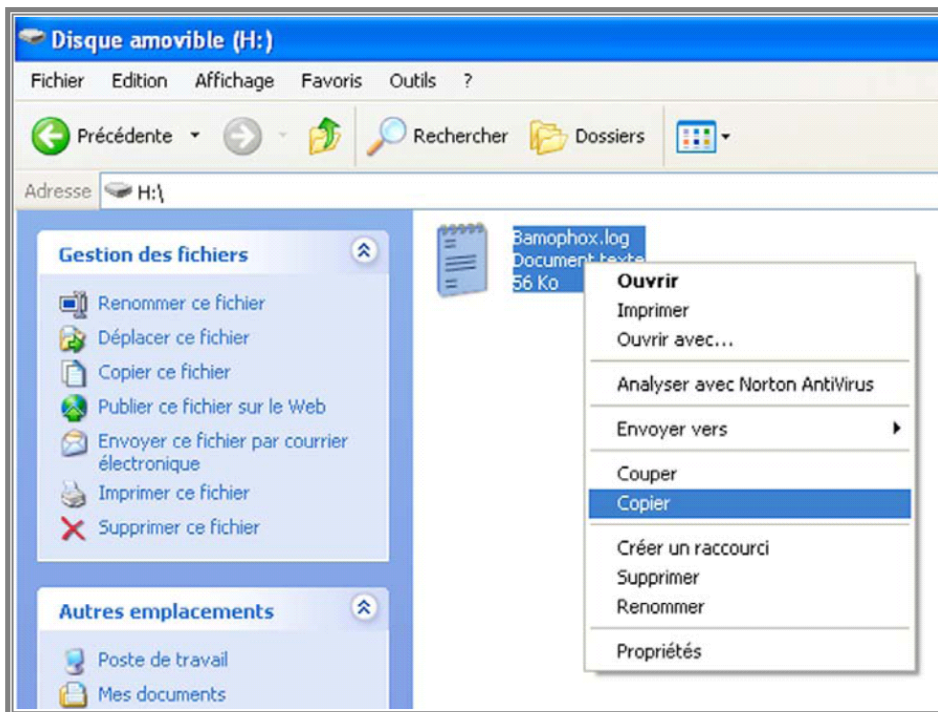 Disque amovible (H:)
Fichier Edition Affichage Favoris Outils ?
Précédente Rechercher Dossiers
Adresse H:\
Gestion des fichiers
Renommer ce fichier
Déplacer ce fichier
Copier ce fichier
Publier ce fichier sur le Web
Envoyer ce fichier par courrier
électronique
Imprimer ce fichier
Supprimer ce fichier
Autres emplacements
Poste de travail
Mes documents
Bamophox.log
Document texte
56 Ko
Ouvrir
Imprimer
Ouvrir avec...
Analyser avec Norton AntiVirus
Envoyer vers
Couper
Copier
Créer un raccourci
Supprimer
Renommer
Propriétés